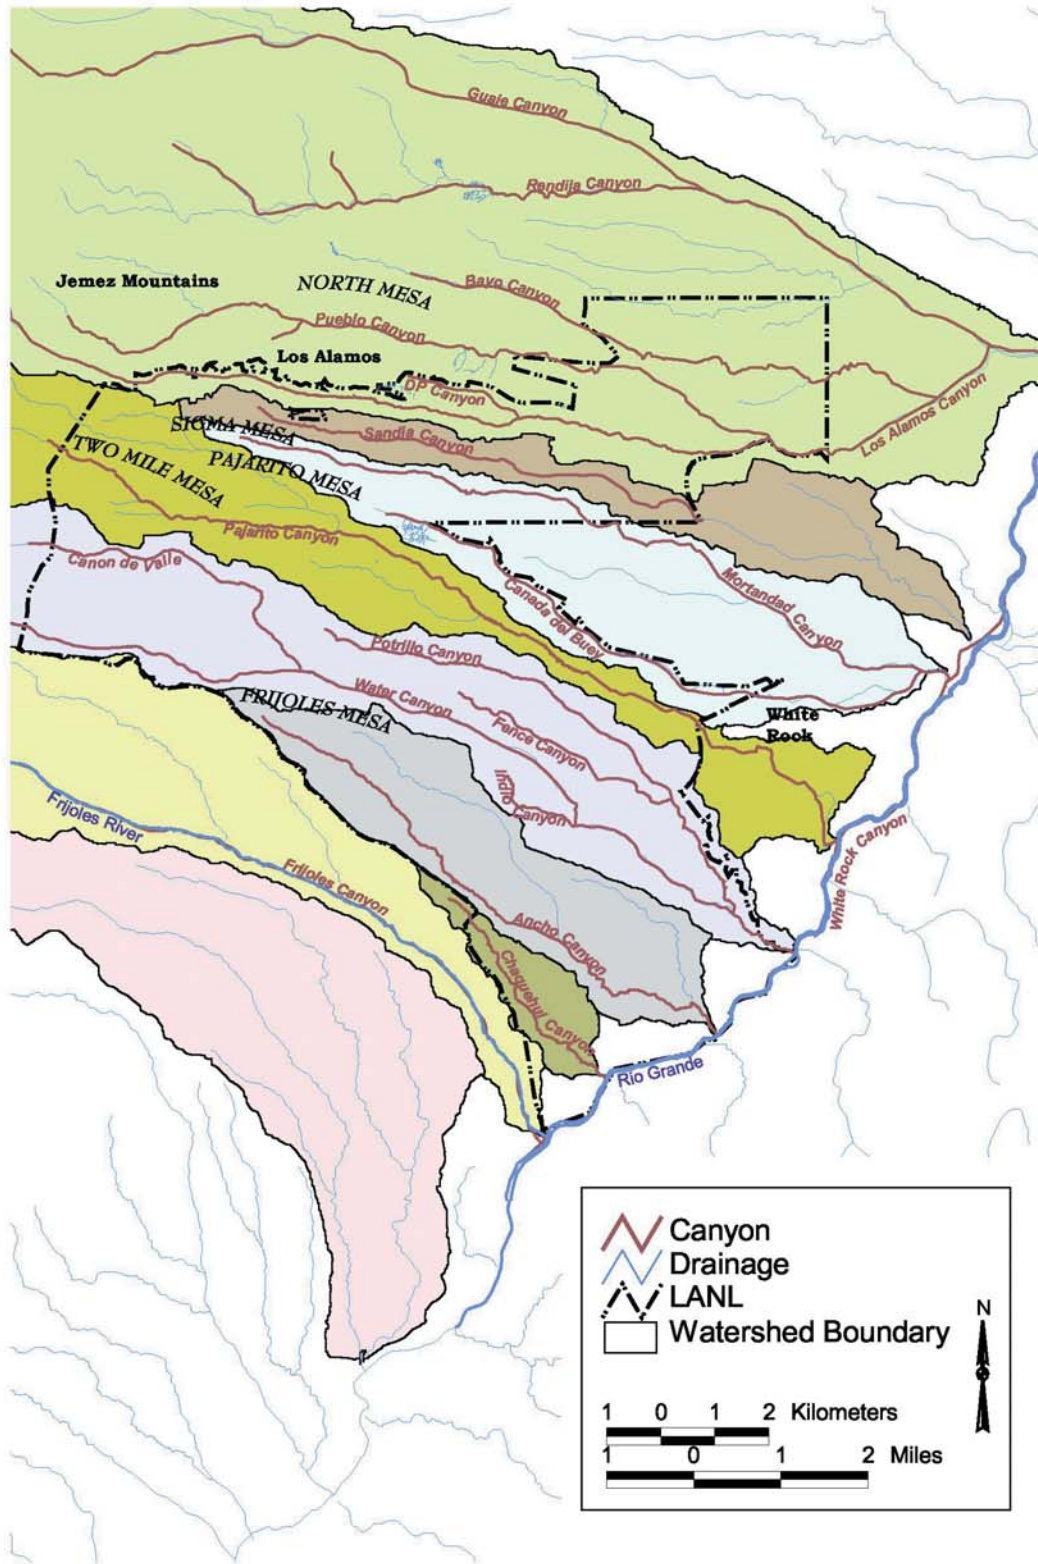 Guaje Canyon
Rendija Canyon
Jemez Mountains
NORTH MESA
Bayo Canyon
Pueblo Canyon
Los Alamos
DP Canyon
Los Alamos Canyon
SIGMA MESA
Sandia Canyon
TWO MILE MESA
PAJARITO MESA
Pajarito Canyon
Canon de Valle
Mortandad Canyon
Canada del Buey
Potrillo Canyon
Water Canyon
FRIJOLES MESA
Fence Canyon
White
Rock
Indio Canyon
Frijoles River
Frijoles Canyon
White Rock Canyon
Ancho Canyon
Chaquehui Canyon
Rio Grande
Canyon
Drainage
LANL
Watershed Boundary
N
1 0 1 2 Kilometers
1 0 1 2 Miles